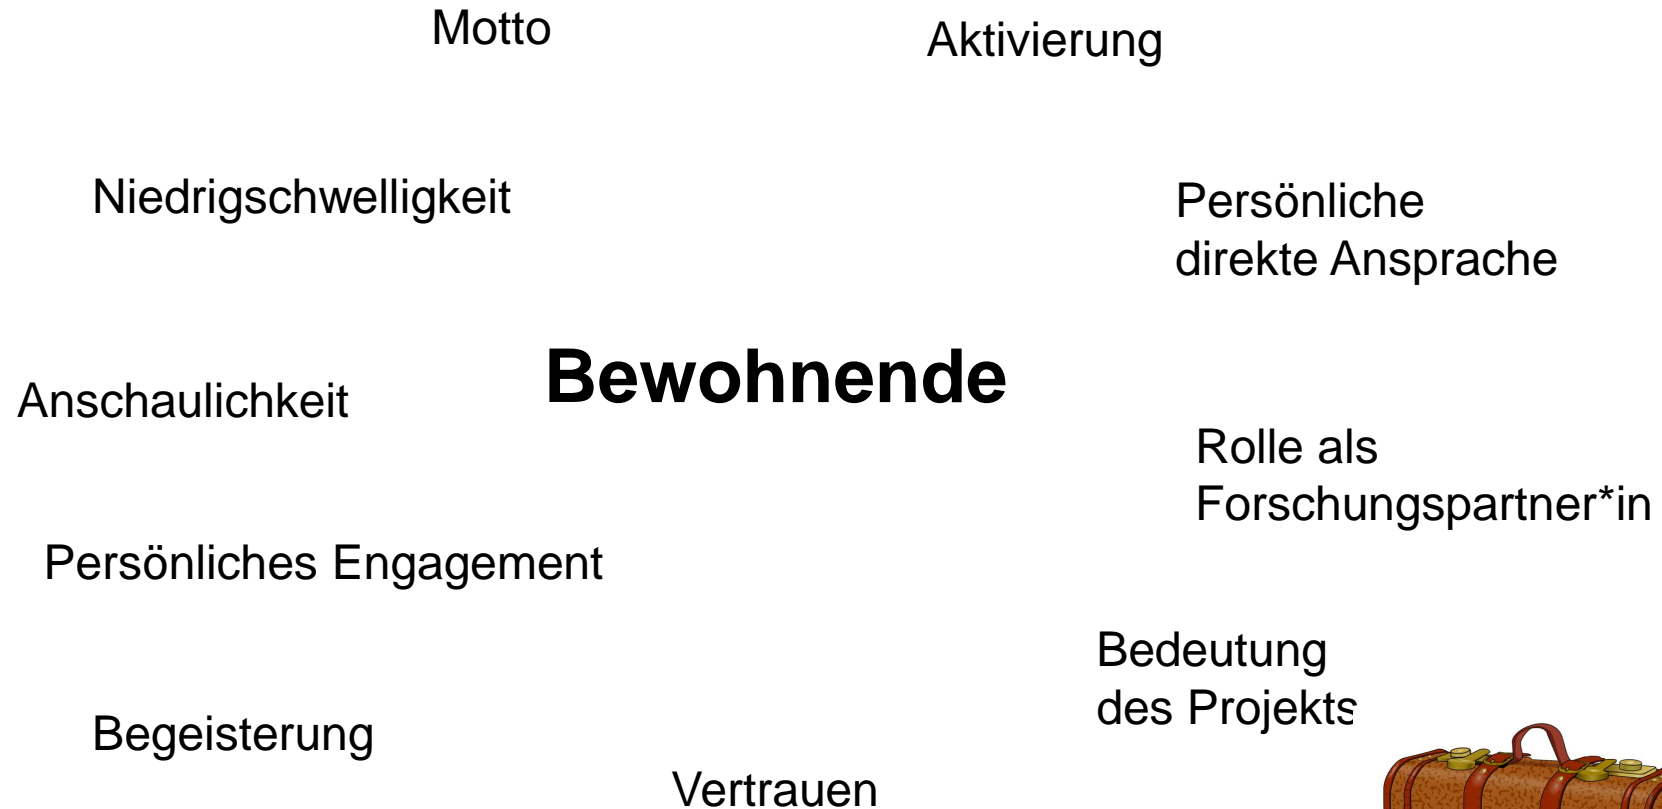 Motto
Aktivierung
Niedrigschwelligkeit
Persönliche
direkte Ansprache
Bewohnende
Anschaulichkeit
Rolle als
Forschungspartner*in
Persönliches Engagement
Bedeutung
des Projekts
Begeisterung
Vertrauen